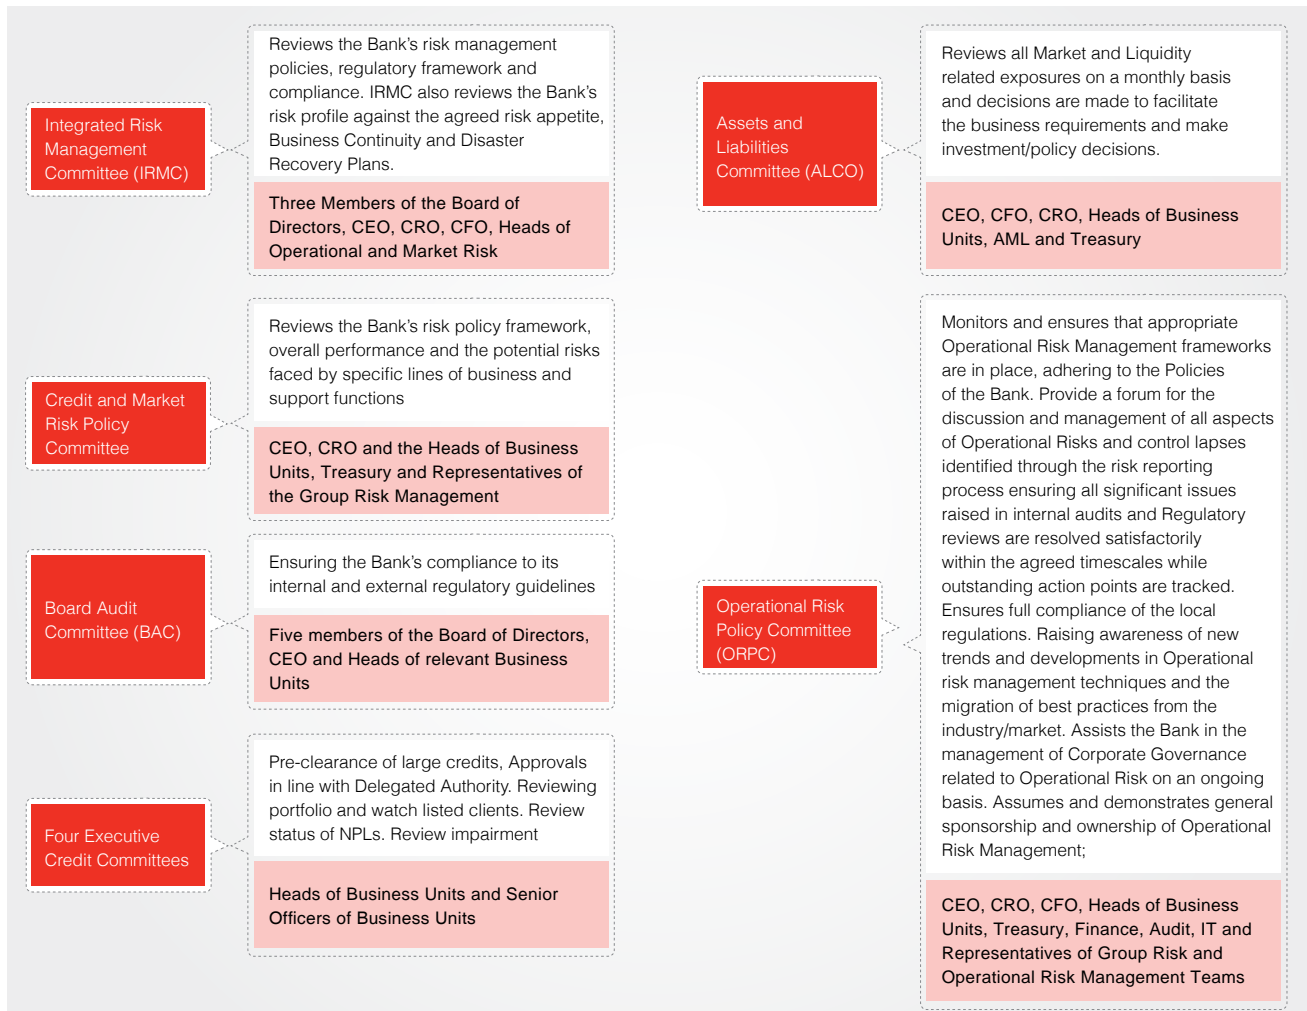 Integrated Risk
Management
Committee (IRMC)
Reviews the Bank's risk management
policies, regulatory framework and
compliance. IRMC also reviews the Bank's
risk profile against the agreed risk appetite,
Business Continuity and Disaster
Recovery Plans.
Three Members of the Board of
Directors, CEO, CRO, CFO, Heads of
Operational and Market Risk
Credit and Market
Risk Policy
Committee
Reviews the Bank's risk policy framework,
overall performance and the potential risks
faced by specific lines of business and
support functions
CEO, CRO and the Heads of Business
Units, Treasury and Representatives of
the Group Risk Management
Board Audit
Committee (BAC)
Ensuring the Bank's compliance to its
internal and external regulatory guidelines
Five members of the Board of Directors,
CEO and Heads of relevant Business
Units
Four Executive
Credit Committees
Pre-clearance of large credits, Approvals
in line with Delegated Authority. Reviewing
portfolio and watch listed clients. Review
status of NPLs. Review impairment
Heads of Business Units and Senior
Officers of Business Units
Assets and
Liabilities
Committee (ALCO)
Reviews all Market and Liquidity
related exposures on a monthly basis
and decisions are made to facilitate
the business requirements and make
investment/policy decisions.
CEO, CFO, CRO, Heads of Business
Units, AML and Treasury
Operational Risk
Policy Committee
(ORPC)
Monitors and ensures that appropriate
Operational Risk Management frameworks
are in place, adhering to the Policies
of the Bank. Provide a forum for the
discussion and management of all aspects
of Operational Risks and control lapses
identified through the risk reporting
process ensuring all significant issues
raised in internal audits and Regulatory
reviews are resolved satisfactorily
within the agreed timescales while
outstanding action points are tracked.
Ensures full compliance of the local
regulations. Raising awareness of new
trends and developments in Operational
risk management techniques and the
migration of best practices from the
industry/market. Assists the Bank in the
management of Corporate Governance
related to Operational Risk on an ongoing
basis. Assumes and demonstrates general
sponsorship and ownership of Operational
Risk Management;
CEO, CRO, CFO, Heads of Business
Units, Treasury, Finance, Audit, IT and
Representatives of Group Risk and
Operational Risk Management Teams